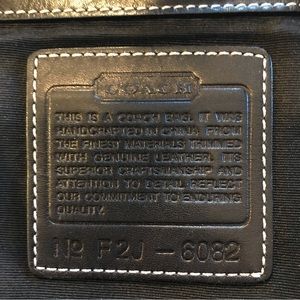 COACH
THIS IS A COACH BAG. IT WAS
HANDCRAFTED IN CHINA FROM
THE FINEST MATERIALS TRIMMED
WITH GENUINE LEATHER. ITS
SUPERIOR CRAFTSMANSHIP AND
ATTENTION TO DETAIL REFLECT
OUR COMMITMENT TO ENDURING
QUALITY.
Nº F2J - 6082